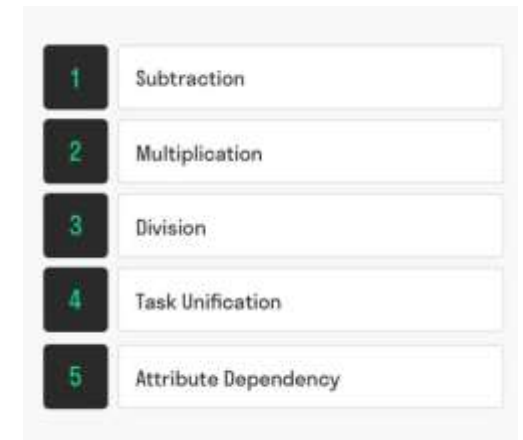 1 Subtraction
2 Multiplication
3 Division
4 Task Unification
5 Attribute Dependency